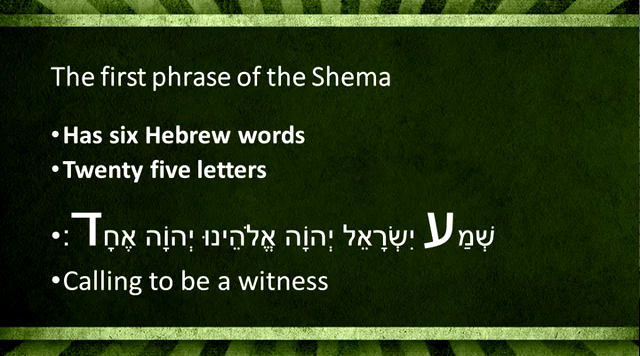 The first phrase of the Shema
•Has six Hebrew words
•Twenty five letters
•שְׁמַע יִשְׂרָאֵל יְהוָֹה אֱלֹהֵינוּ יְהוָֹה אֶחָד:
•Calling to be a witness